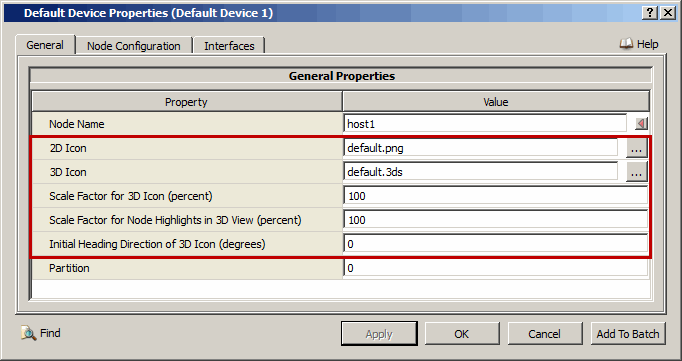 Default Device Properties (Default Device 1)
General Node Configuration Interfaces Help
General Properties
Property Value
Node Name host1
2D Icon default.png ...
3D Icon default.3ds ...
Scale Factor for 3D Icon (percent) 100
Scale Factor for Node Highlights in 3D View (percent) 100
Initial Heading Direction of 3D Icon (degrees) 0
Partition 0
Find Apply OK Cancel Add To Batch